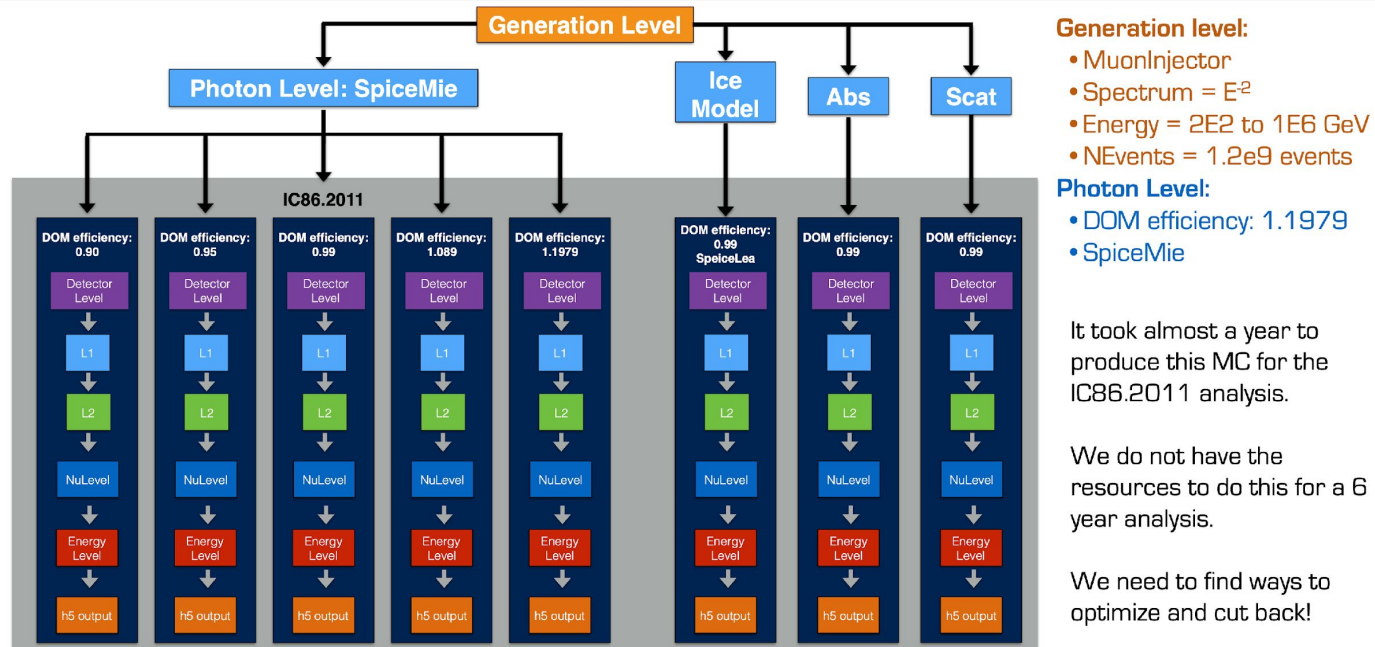 Generation Level
Photon Level: SpiceMie
Ice
Model
Abs
Scat
IC86.2011
DOM efficiency:
0.90
Detector
Level
L1
L2
NuLevel
Energy
Level
h5 output
DOM efficiency:
0.95
Detector
Level
L1
L2
NuLevel
Energy
Level
h5 output
DOM efficiency:
0.99
Detector
Level
L1
L2
NuLevel
Energy
Level
h5 output
DOM efficiency:
1.089
Detector
Level
L1
L2
NuLevel
Energy
Level
h5 output
DOM efficiency:
1.1979
Detector
Level
L1
L2
NuLevel
Energy
Level
h5 output
DOM efficiency:
0.99
SpeiceLea
Detector
Level
L1
L2
NuLevel
Energy
Level
h5 output
DOM efficiency:
0.99
Detector
Level
L1
L2
NuLevel
Energy
Level
h5 output
DOM efficiency:
0.99
Detector
Level
L1
L2
NuLevel
Energy
Level
h5 output
Generation level:
• MuonInjector
• Spectrum = E⁻²
• Energy = 2E2 to 1E6 GeV
• NEvents = 1.2e9 events
Photon Level:
• DOM efficiency: 1.1979
• SpiceMie
It took almost a year to
produce this MC for the
IC86.2011 analysis.
We do not have the
resources to do this for a 6
year analysis.
We need to find ways to
optimize and cut back!